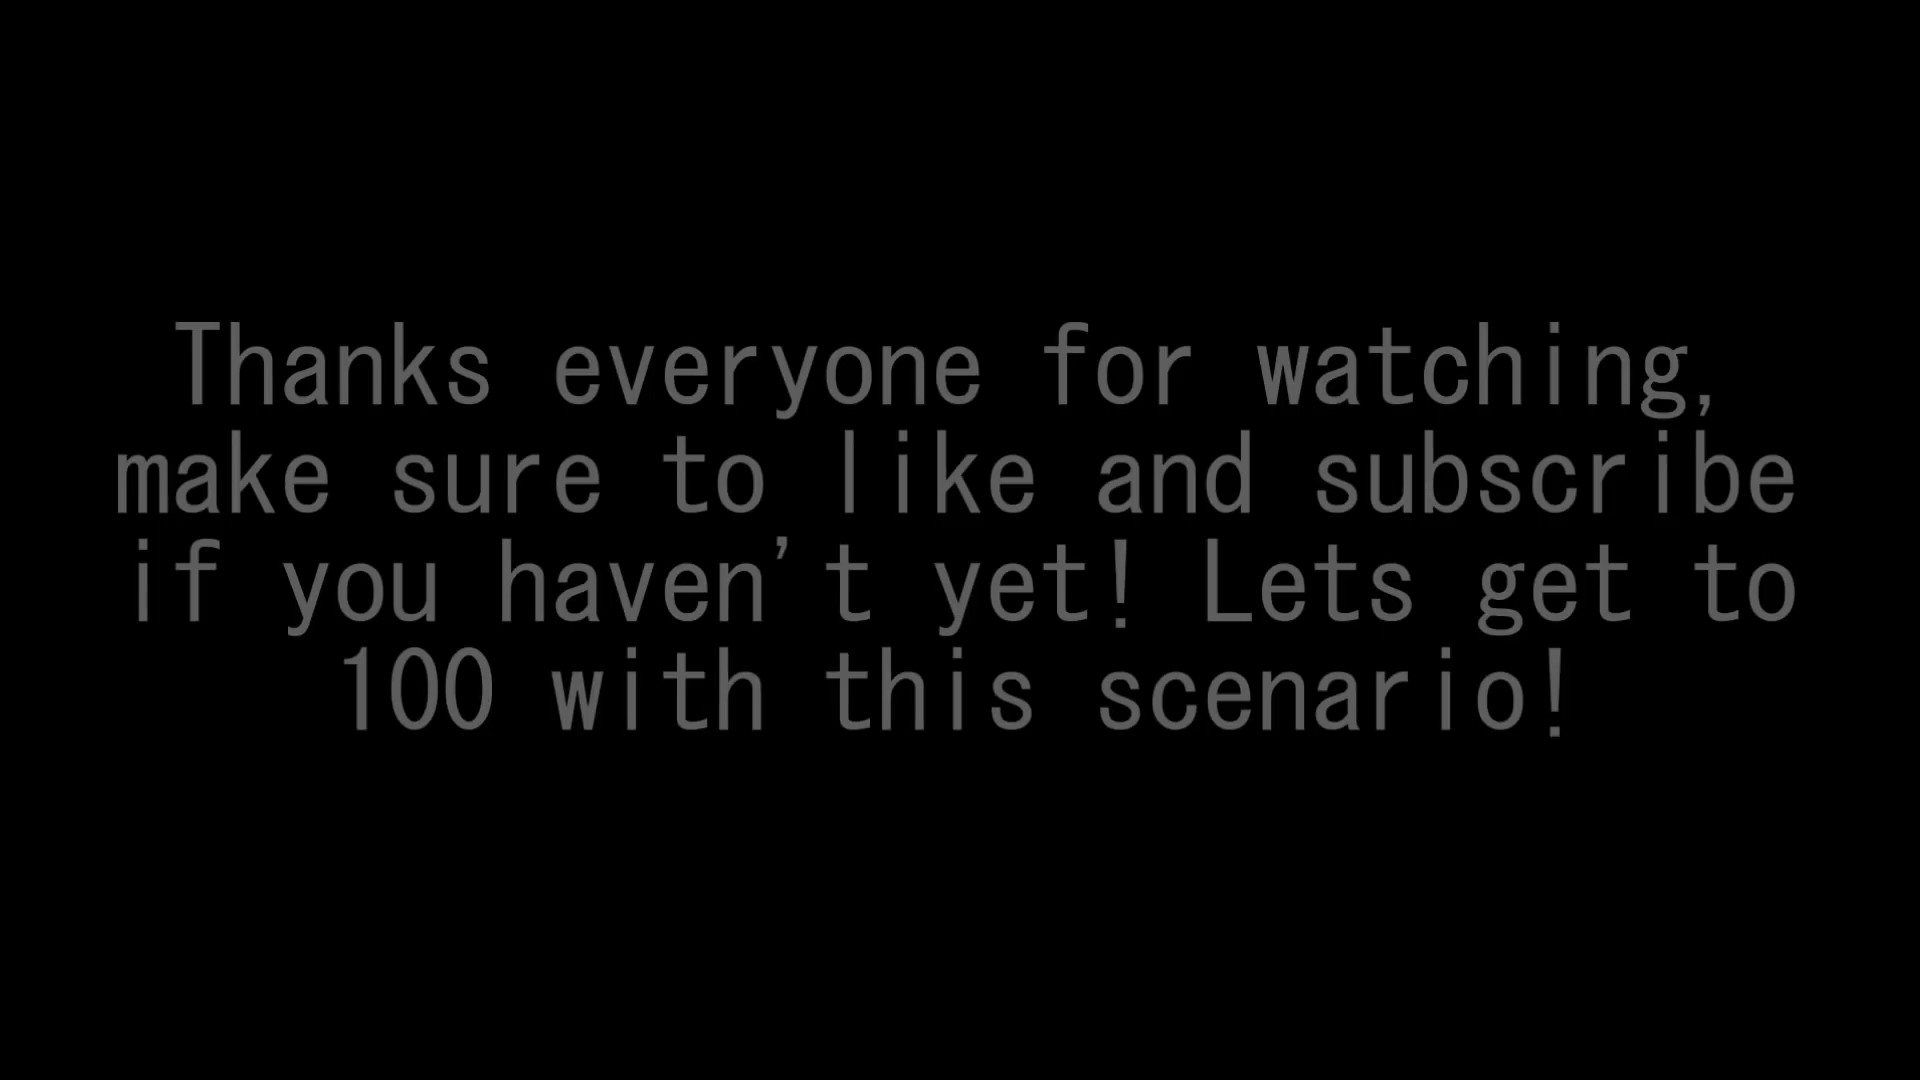 Thanks everyone for watching,
make sure to like and subscribe
if you haven't yet! Lets get to
100 with this scenario!